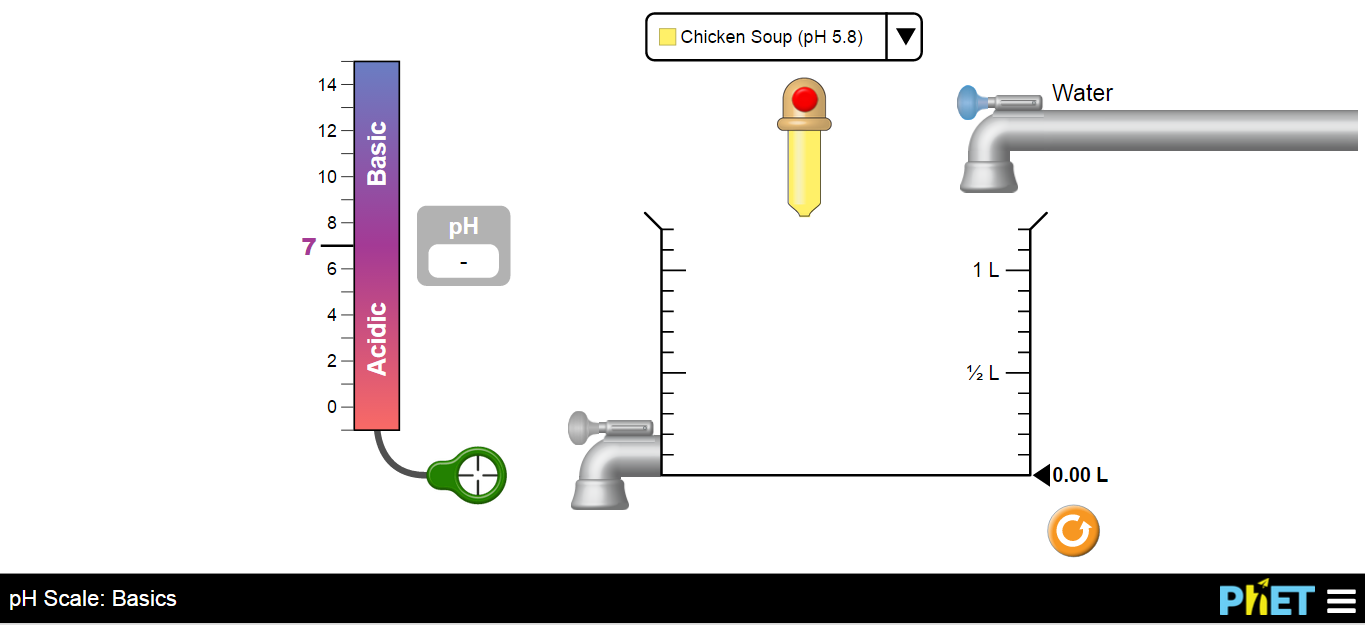 Chicken Soup (pH 5.8)
Water
14
12
10
8
7
6
4
2
0
Basic
Acidic
pH
-
1 L
½ L
0.00 L
pH Scale: Basics
PhET